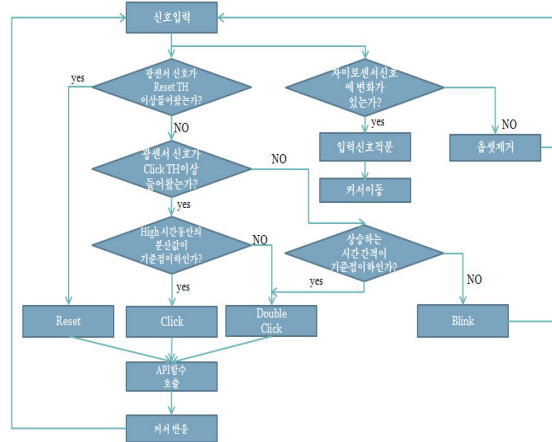 신호입력
광센서 신호가
Reset TH
이상들어왔는가?
자이로센서신호
에 변화가
있는가?
yes
NO
yes
NO
광센서 신호가
Click TH이상
들어왔는가?
NO
입력신호적분
옵셋제거
커서이동
yes
High 시간동안의
분산값이
기준점이하인가?
NO
상승하는
시간 간격이
기준점이하인가?
yes
yes
NO
Reset
Click
Double
Click
Blink
API함수
호출
커서 반응